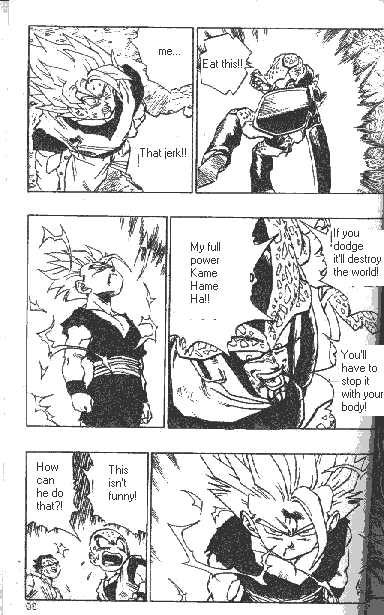 Eat this!!
me...
That jerk!!
If you
dodge
it'll destroy
the world!
You'll
have to
stop it
with your
body!
My full
power
Kame
Hame
Ha!!
This
isn't
funny!
How
can
he do
that?!